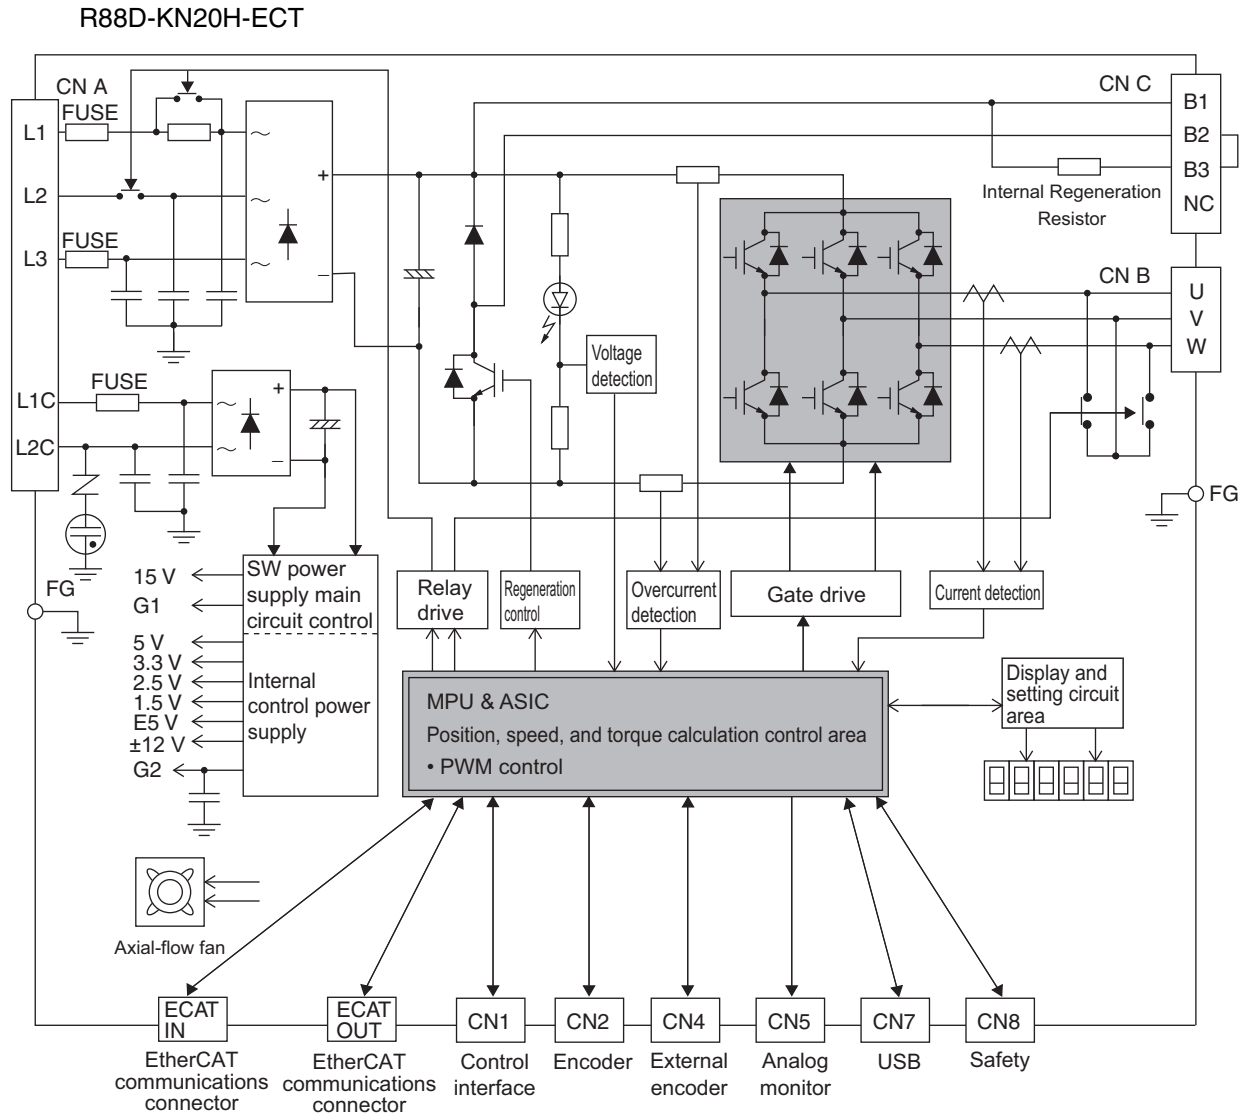 R88D-KN20H-ECT
CN A
FUSE
L1
L2
FUSE
L3
+
−
FUSE
L1C
L2C
+
−
FG
CN C
B1
B2
B3
NC
Internal Regeneration
Resistor
CN B
U
V
W
FG
Voltage
detection
15 V
G1
5 V
3.3 V
2.5 V
1.5 V
E5 V
±12 V
G2
SW power
supply main
circuit control
Internal
control power
supply
Relay
drive
Regeneration
control
Overcurrent
detection
Gate drive
Current detection
MPU & ASIC
Position, speed, and torque calculation control area
• PWM control
Display and
setting circuit
area
Axial-flow fan
ECAT
IN
ECAT
OUT
CN1
CN2
CN4
CN5
CN7
CN8
EtherCAT
communications
connector
EtherCAT
communications
connector
Control
interface
Encoder
External
encoder
Analog
monitor
USB
Safety